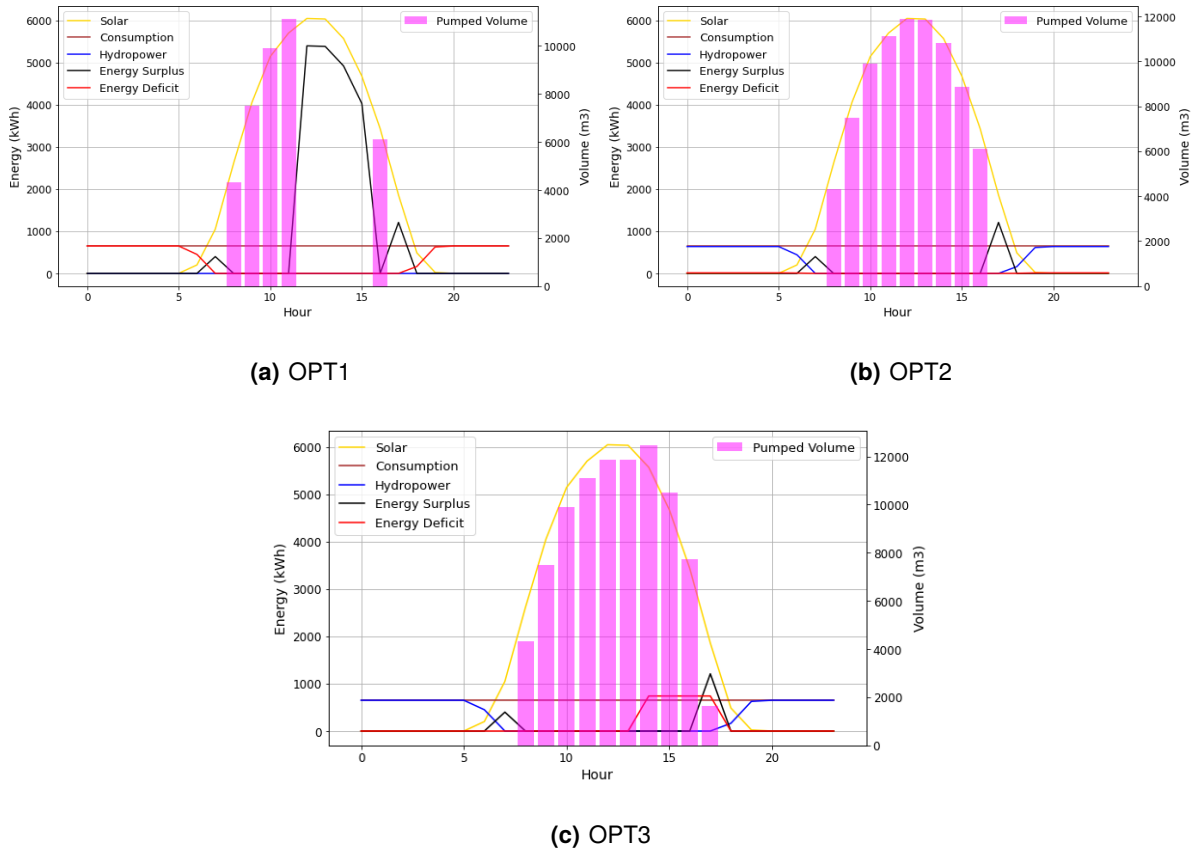 Solar
Consumption
Hydropower
Energy Surplus
Energy Deficit
Pumped Volume
6000
5000
4000
3000
2000
1000
0
Energy (kWh)
10000
8000
6000
4000
2000
0
Volume (m3)
0 5 10 15 20
Hour
(a) OPT1
Solar
Consumption
Hydropower
Energy Surplus
Energy Deficit
Pumped Volume
6000
5000
4000
3000
2000
1000
0
Energy (kWh)
12000
10000
8000
6000
4000
2000
0
Volume (m3)
0 5 10 15 20
Hour
(b) OPT2
Solar
Consumption
Hydropower
Energy Surplus
Energy Deficit
Pumped Volume
6000
5000
4000
3000
2000
1000
0
Energy (kWh)
12000
10000
8000
6000
4000
2000
0
Volume (m3)
0 5 10 15 20
Hour
(c) OPT3